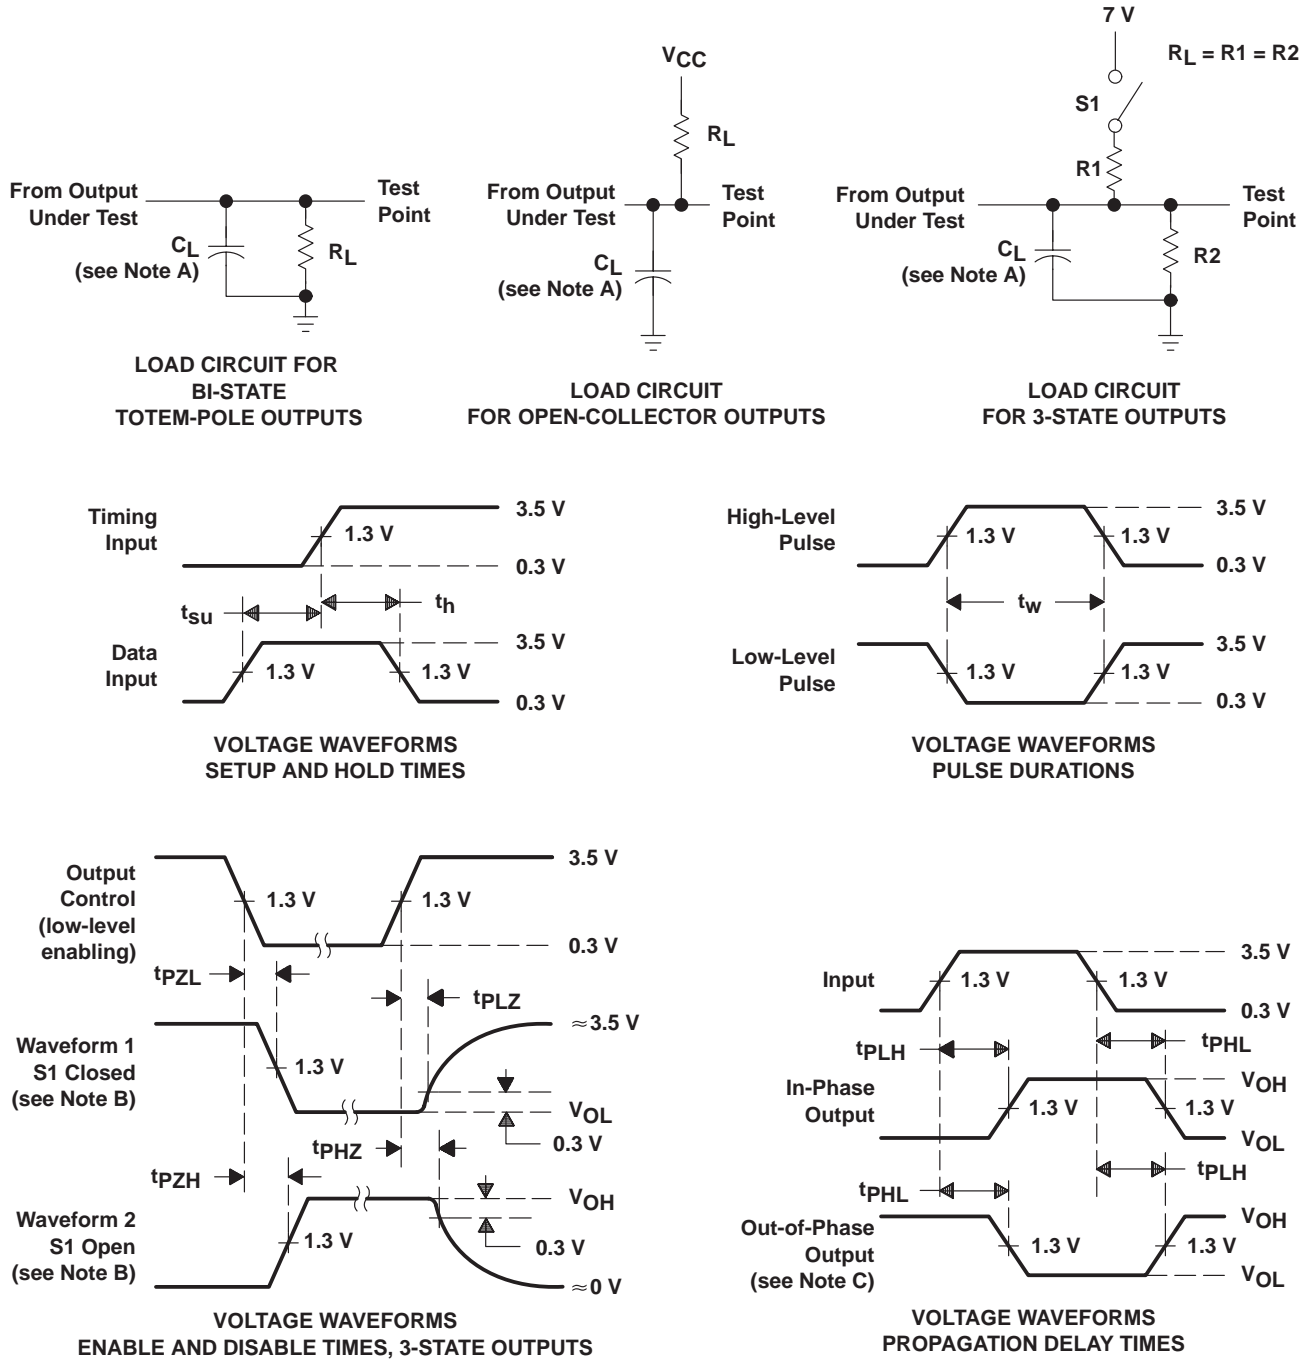 From Output
Under Test
Test
Point
CL
(see Note A)
RL
LOAD CIRCUIT FOR
BI-STATE
TOTEM-POLE OUTPUTS
VCC
RL
From Output
Under Test
Test
Point
CL
(see Note A)
LOAD CIRCUIT
FOR OPEN-COLLECTOR OUTPUTS
7 V
RL = R1 = R2
S1
R1
From Output
Under Test
Test
Point
CL
(see Note A)
R2
LOAD CIRCUIT
FOR 3-STATE OUTPUTS
Timing
Input
1.3 V
3.5 V
0.3 V
tsu
th
Data
Input
1.3 V
1.3 V
3.5 V
0.3 V
VOLTAGE WAVEFORMS
SETUP AND HOLD TIMES
High-Level
Pulse
1.3 V
1.3 V
3.5 V
0.3 V
tw
Low-Level
Pulse
1.3 V
1.3 V
3.5 V
0.3 V
VOLTAGE WAVEFORMS
PULSE DURATIONS
Output
Control
(low-level
enabling)
1.3 V
1.3 V
3.5 V
0.3 V
tPZL
tPLZ
Waveform 1
S1 Closed
(see Note B)
1.3 V
≈3.5 V
VOL
0.3 V
tPHZ
tPZH
Waveform 2
S1 Open
(see Note B)
1.3 V
VOH
0.3 V
≈0 V
VOLTAGE WAVEFORMS
ENABLE AND DISABLE TIMES, 3-STATE OUTPUTS
Input
1.3 V
1.3 V
3.5 V
0.3 V
tPLH
tPHL
In-Phase
Output
1.3 V
1.3 V
VOH
VOL
tPHL
tPLH
Out-of-Phase
Output
(see Note C)
1.3 V
1.3 V
VOH
VOL
VOLTAGE WAVEFORMS
PROPAGATION DELAY TIMES